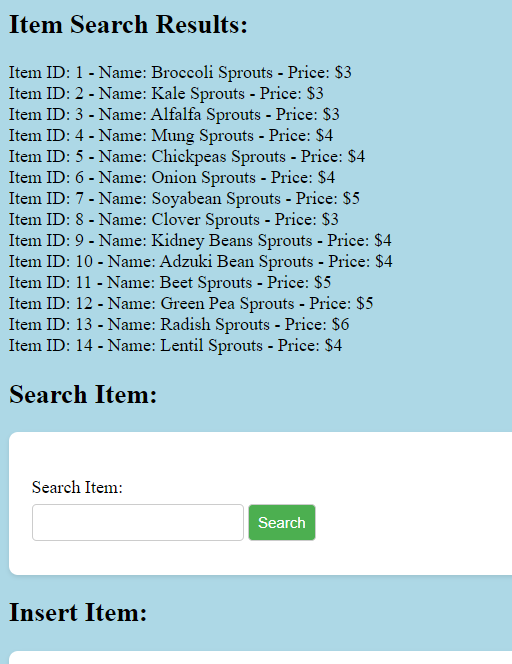 Item Search Results:
Item ID: 1 - Name: Broccoli Sprouts - Price: $3
Item ID: 2 - Name: Kale Sprouts - Price: $3
Item ID: 3 - Name: Alfalfa Sprouts - Price: $3
Item ID: 4 - Name: Mung Sprouts - Price: $4
Item ID: 5 - Name: Chickpeas Sprouts - Price: $4
Item ID: 6 - Name: Onion Sprouts - Price: $4
Item ID: 7 - Name: Soyabean Sprouts - Price: $5
Item ID: 8 - Name: Clover Sprouts - Price: $3
Item ID: 9 - Name: Kidney Beans Sprouts - Price: $4
Item ID: 10 - Name: Adzuki Bean Sprouts - Price: $4
Item ID: 11 - Name: Beet Sprouts - Price: $5
Item ID: 12 - Name: Green Pea Sprouts - Price: $5
Item ID: 13 - Name: Radish Sprouts - Price: $6
Item ID: 14 - Name: Lentil Sprouts - Price: $4
Search Item:
Search Item:
Search
Insert Item: